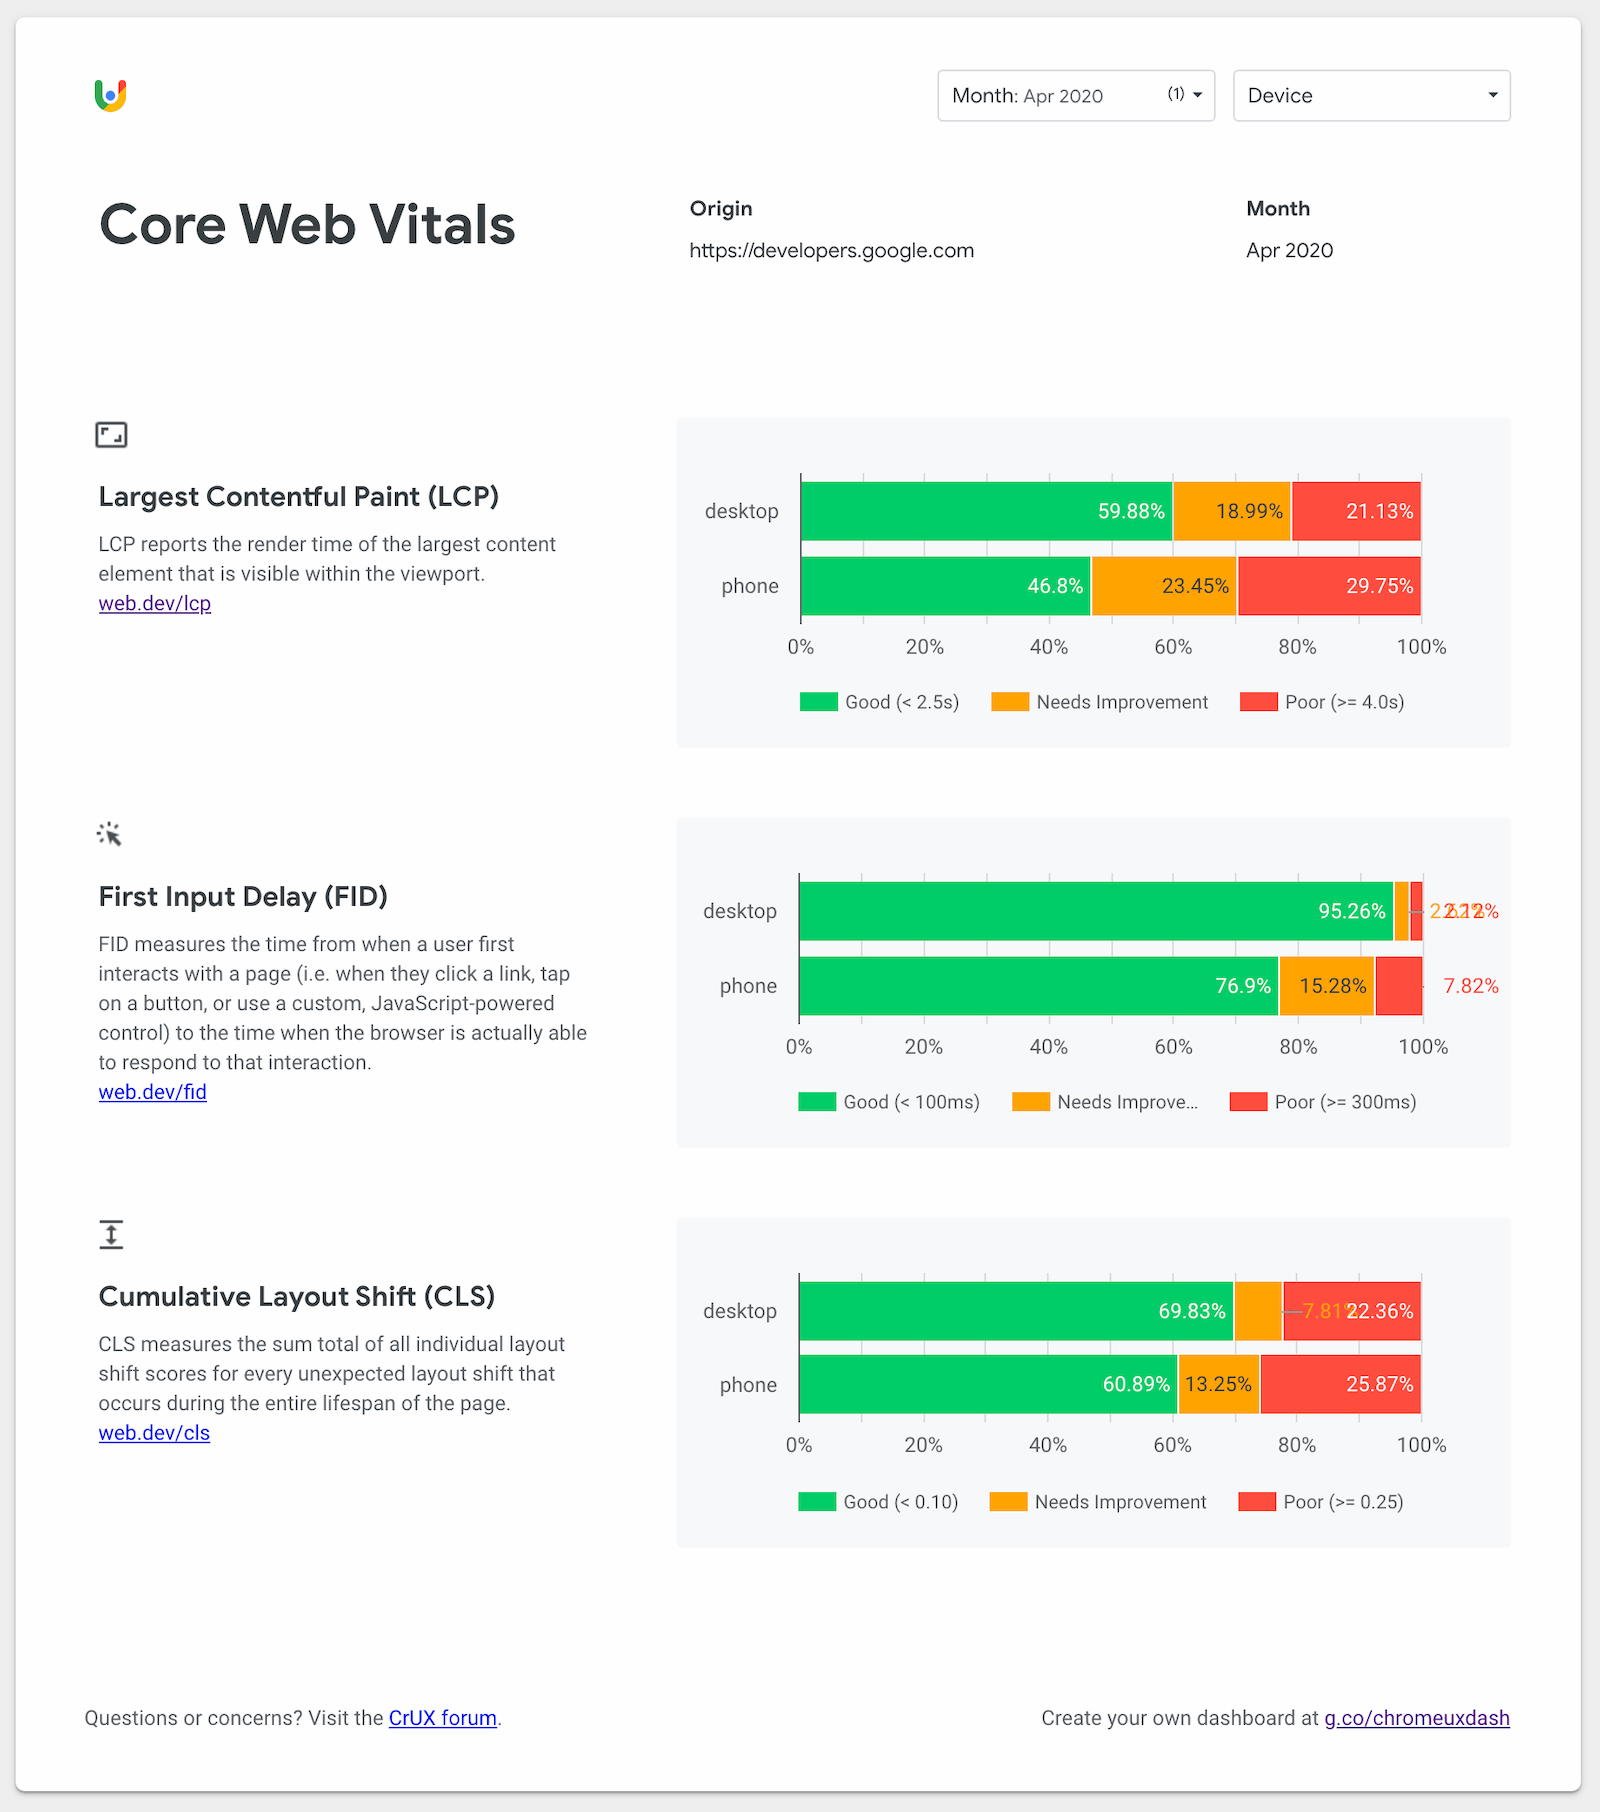 Month: Apr 2020 (1)
Device
Core Web Vitals
Origin
https://developers.google.com
Month
Apr 2020
Largest Contentful Paint (LCP)
LCP reports the render time of the largest content
element that is visible within the viewport.
web.dev/lcp
desktop 59.88% 18.99% 21.13%
phone 46.8% 23.45% 29.75%
0% 20% 40% 60% 80% 100%
Good (< 2.5s) Needs Improvement Poor (>= 4.0s)
First Input Delay (FID)
FID measures the time from when a user first
interacts with a page (i.e. when they click a link, tap
on a button, or use a custom, JavaScript-powered
control) to the time when the browser is actually able
to respond to that interaction.
web.dev/fid
desktop 95.26% 2.12%
phone 76.9% 15.28% 7.82%
0% 20% 40% 60% 80% 100%
Good (< 100ms) Needs Improve... Poor (>= 300ms)
Cumulative Layout Shift (CLS)
CLS measures the sum total of all individual layout
shift scores for every unexpected layout shift that
occurs during the entire lifespan of the page.
web.dev/cls
desktop 69.83% 7.81% 22.36%
phone 60.89% 13.25% 25.87%
0% 20% 40% 60% 80% 100%
Good (< 0.10) Needs Improvement Poor (>= 0.25)
Questions or concerns? Visit the CrUX forum.
Create your own dashboard at g.co/chromeuxdash